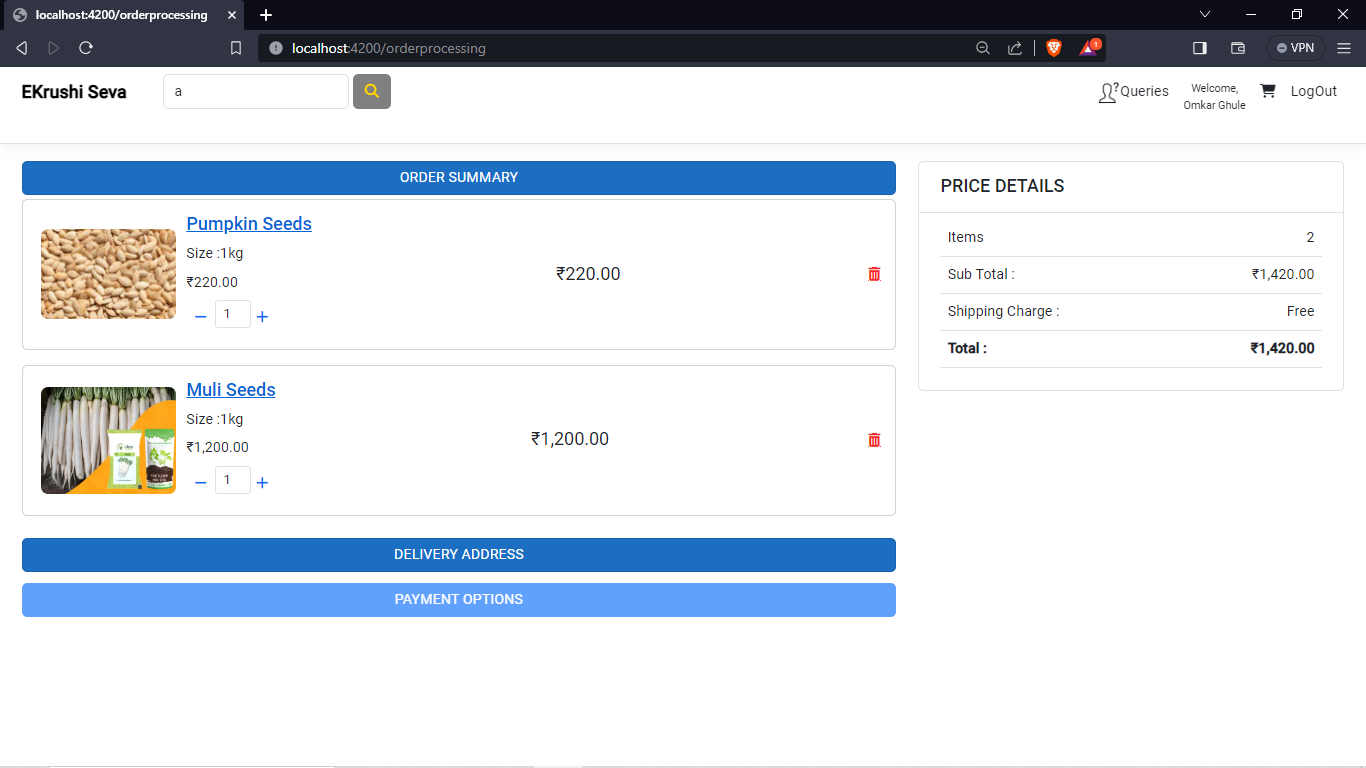 localhost:4200/orderprocessing
localhost:4200/orderprocessing
1
VPN
EKrushi Seva
a
?
Queries
Welcome,
Omkar Ghule
LogOut
ORDER SUMMARY
Pumpkin Seeds
Size :1kg
₹220.00
1
₹220.00
Muli Seeds
Size :1kg
₹1,200.00
1
₹1,200.00
DELIVERY ADDRESS
PAYMENT OPTIONS
PRICE DETAILS
Items 2
Sub Total : ₹1,420.00
Shipping Charge : Free
Total : ₹1,420.00